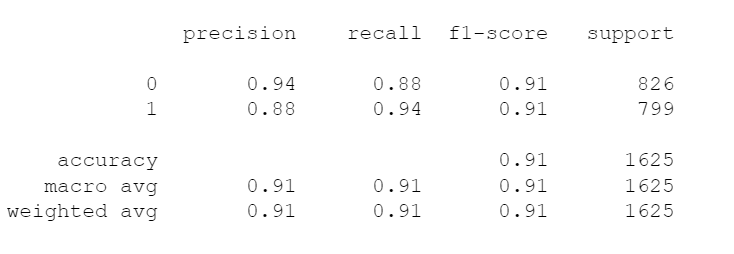 precision recall f1-score support
0 0.94 0.88 0.91 826
1 0.88 0.94 0.91 799
accuracy 0.91 1625
macro avg 0.91 0.91 0.91 1625
weighted avg 0.91 0.91 0.91 1625